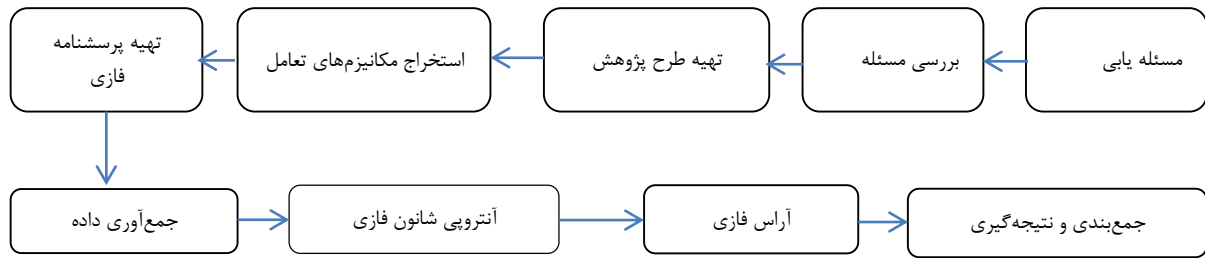 مسئله یابی
بررسی مسئله
تهیه طرح پژوهش
استخراج مکانیزم‌های تعامل
تهیه پرسشنامه
فازی
جمع‌آوری داده
آنتروپی شانون فازی
آراس فازی
جمع‌بندی و نتیجه‌گیری